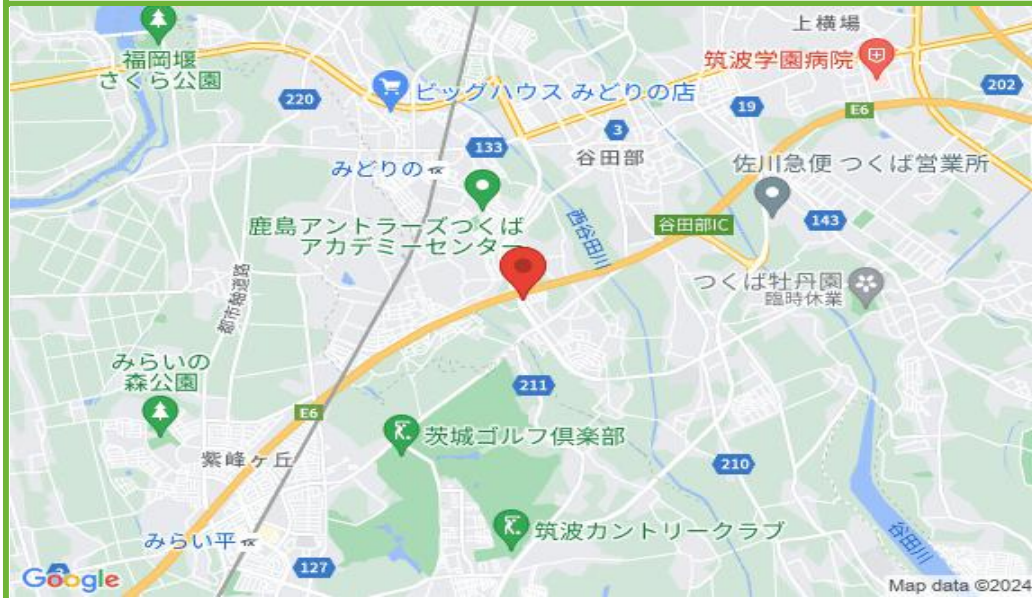 上横場
福岡堰
さくら公園
筑波学園病院
202
220
ビッグハウス みどりの店
19
E6
3
133
谷田部
みどりの
佐川急便 つくば営業所
鹿島アントラーズつくば
アカデミーセンター
西谷田川
谷田部IC
143
つくば牡丹園
臨時休業
都市軸道路
みらいの
森公園
211
E6
茨城ゴルフ倶楽部
紫峰ヶ丘
210
筑波カントリークラブ
みらい平
谷田川
127
3
Google
Map data ©2024